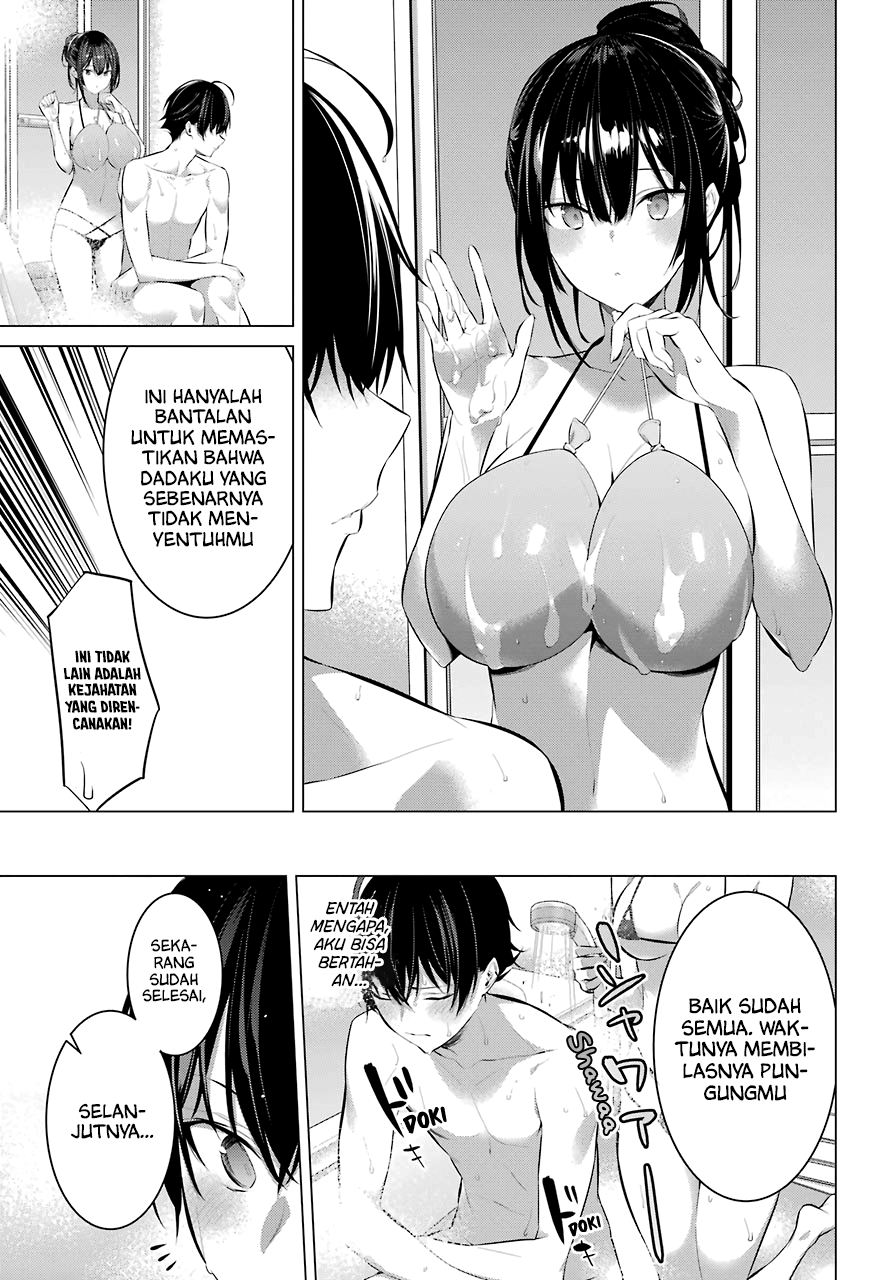 INI HANYALAH
BANTALAN
UNTUK MEMAS-
TIKAN BAHWA
DADAKU YANG
SEBENARNYA
TIDAK MEN-
YENTUHMU
INI TIDAK
LAIN ADALAH
KEJAHATAN
YANG DIREN-
CANAKAN!
BAIK SUDAH
SEMUA. WAK-
TUNYA MEMBI-
LASNYA PUN-
GUNGMU
シャワアー
Shawaa
ENTAH
MENGAPA,
AKU BISA
BERTAH-
AN...
ドキ
DOKI
ドキ
DOKI
SEKA-
RANG
SUDAH
SELESAI,
SELAN-
JUTNYA...